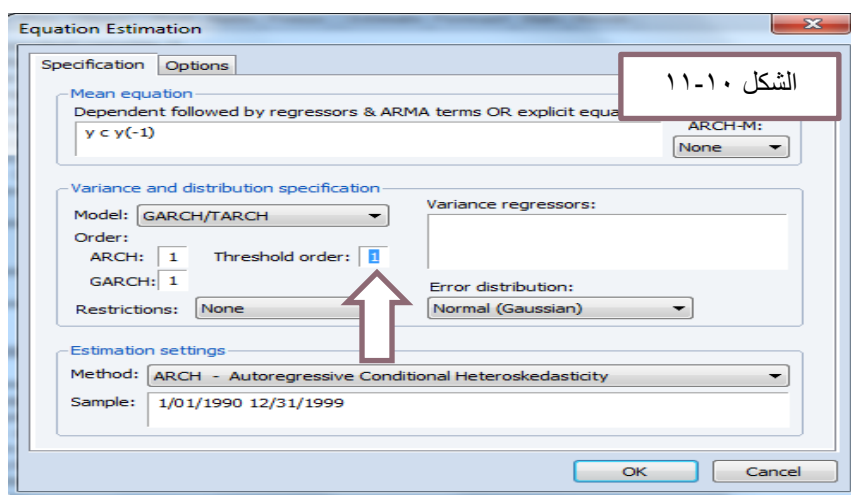 Equation Estimation
Specification Options
الشكل ١٠-١١
Mean equation
Dependent followed by regressors & ARMA terms OR explicit equa
y c y(-1)
ARCH-M:
None
Variance and distribution specification
Model: GARCH/TARCH
Variance regressors:
Order:
ARCH: 1 Threshold order: 1
GARCH: 1
Error distribution:
Restrictions: None
Normal (Gaussian)
Estimation settings
Method: ARCH - Autoregressive Conditional Heteroskedasticity
Sample: 1/01/1990 12/31/1999
OK Cancel